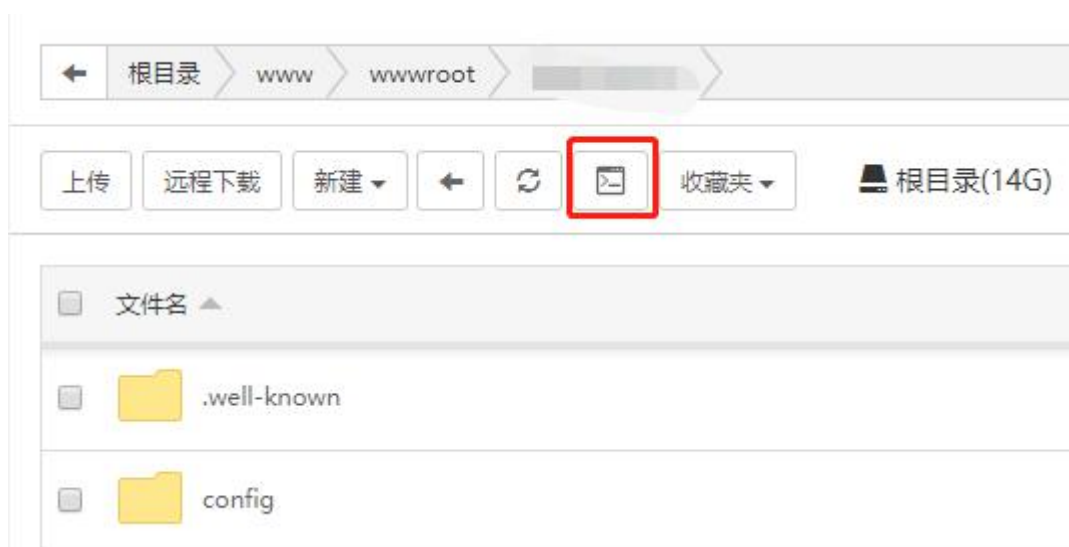 根目录 www wwwroot
上传 远程下载 新建 收藏夹 根目录(14G)
文件名
.well-known
config